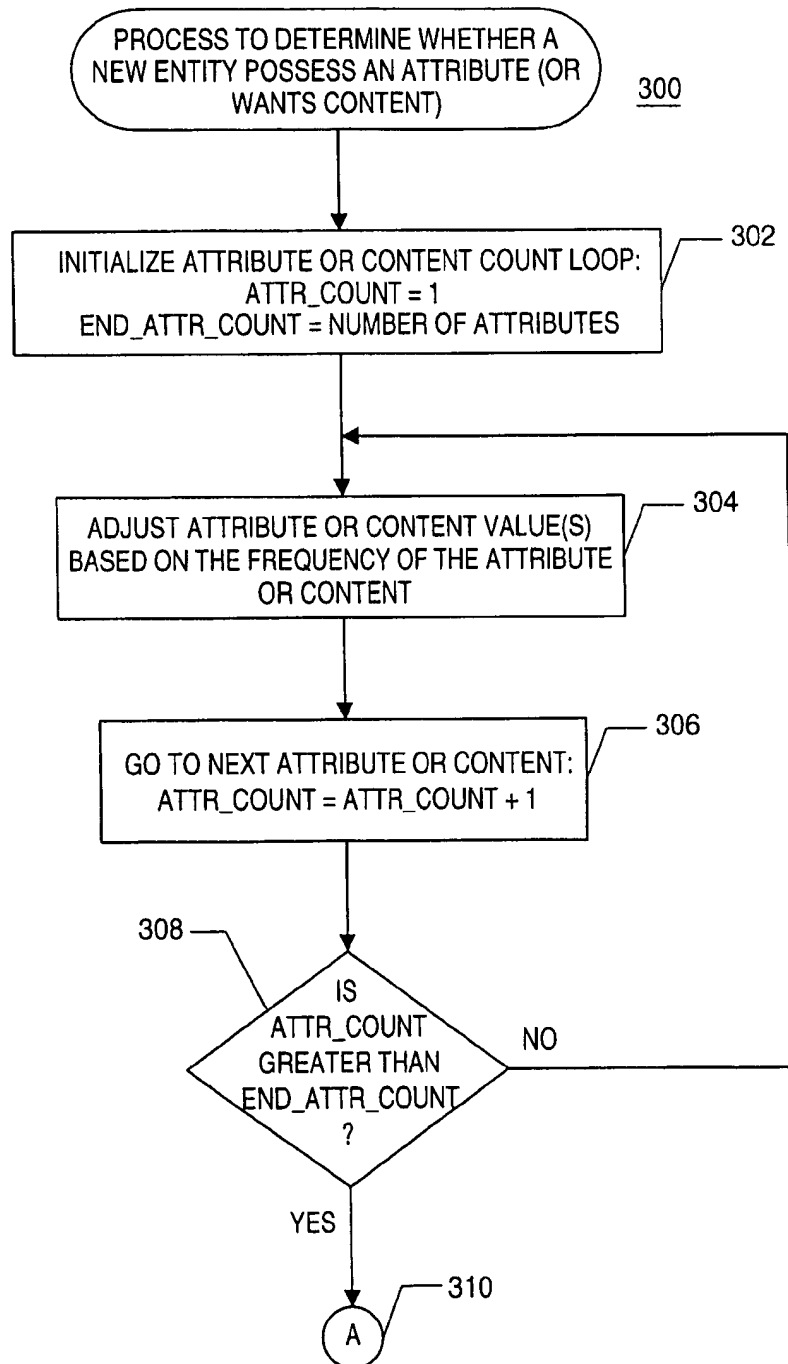 PROCESS TO DETERMINE WHETHER A
NEW ENTITY POSSESS AN ATTRIBUTE (OR
WANTS CONTENT)
300
INITIALIZE ATTRIBUTE OR CONTENT COUNT LOOP:
ATTR_COUNT = 1
END_ATTR_COUNT = NUMBER OF ATTRIBUTES
302
ADJUST ATTRIBUTE OR CONTENT VALUE(S)
BASED ON THE FREQUENCY OF THE ATTRIBUTE
OR CONTENT
304
GO TO NEXT ATTRIBUTE OR CONTENT:
ATTR_COUNT = ATTR_COUNT + 1
306
308
IS
ATTR_COUNT
GREATER THAN
END_ATTR_COUNT
?
NO
YES
A
310